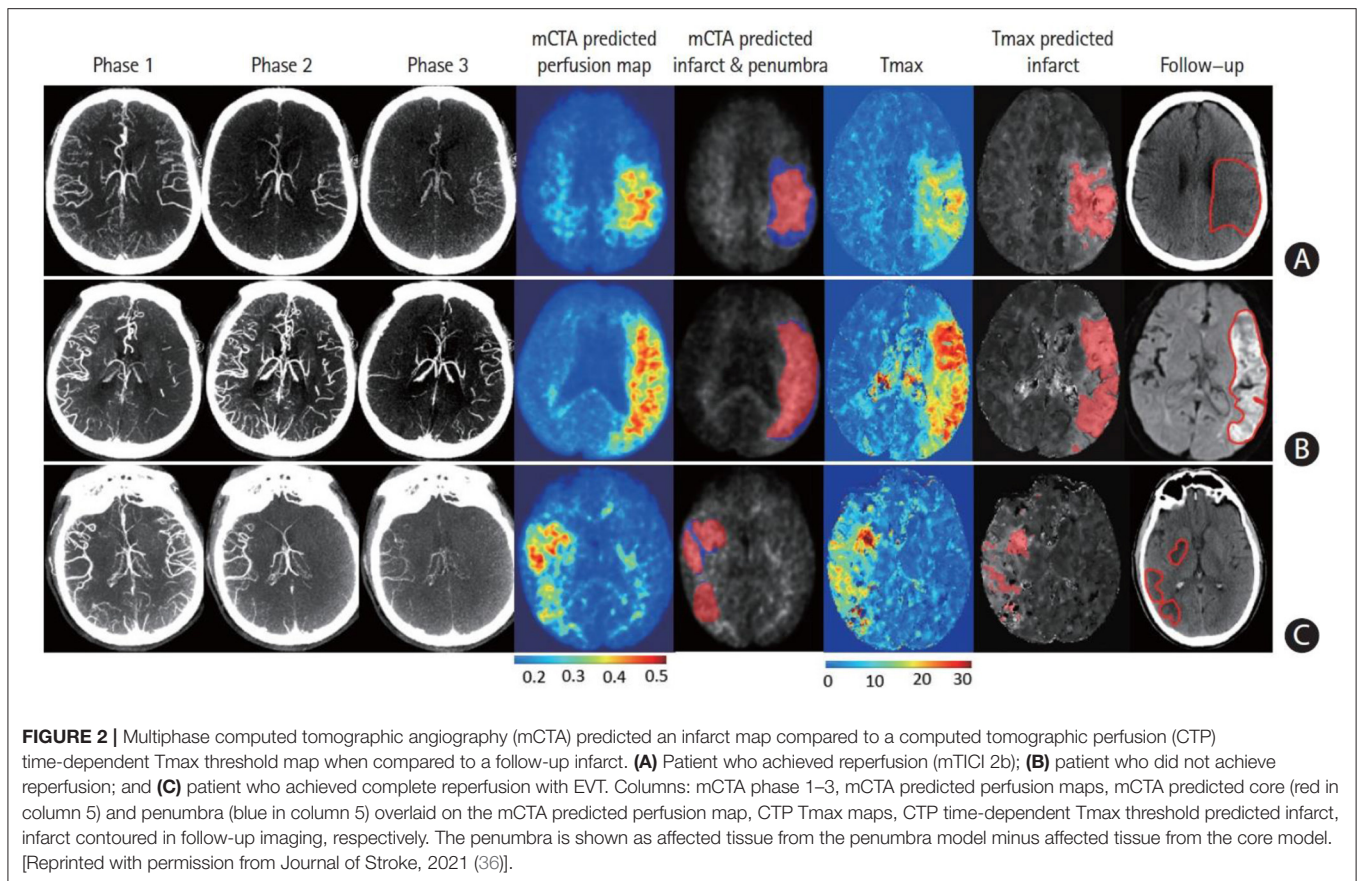 mCTA predicted mCTA predicted Tmax predicted
Phase 1 Phase 2 Phase 3 perfusion map infarct & penumbra Tmax infarct Follow–up
A
B
C
0.2 0.3 0.4 0.5 0 10 20 30
FIGURE 2 | Multiphase computed tomographic angiography (mCTA) predicted an infarct map compared to a computed tomographic perfusion (CTP)
time-dependent Tmax threshold map when compared to a follow-up infarct. (A) Patient who achieved reperfusion (mTICI 2b); (B) patient who did not achieve
reperfusion; and (C) patient who achieved complete reperfusion with EVT. Columns: mCTA phase 1–3, mCTA predicted perfusion maps, mCTA predicted core (red in
column 5) and penumbra (blue in column 5) overlaid on the mCTA predicted perfusion map, CTP Tmax maps, CTP time-dependent Tmax threshold predicted infarct,
infarct contoured in follow-up imaging, respectively. The penumbra is shown as affected tissue from the penumbra model minus affected tissue from the core model.
[Reprinted with permission from Journal of Stroke, 2021 (36)].